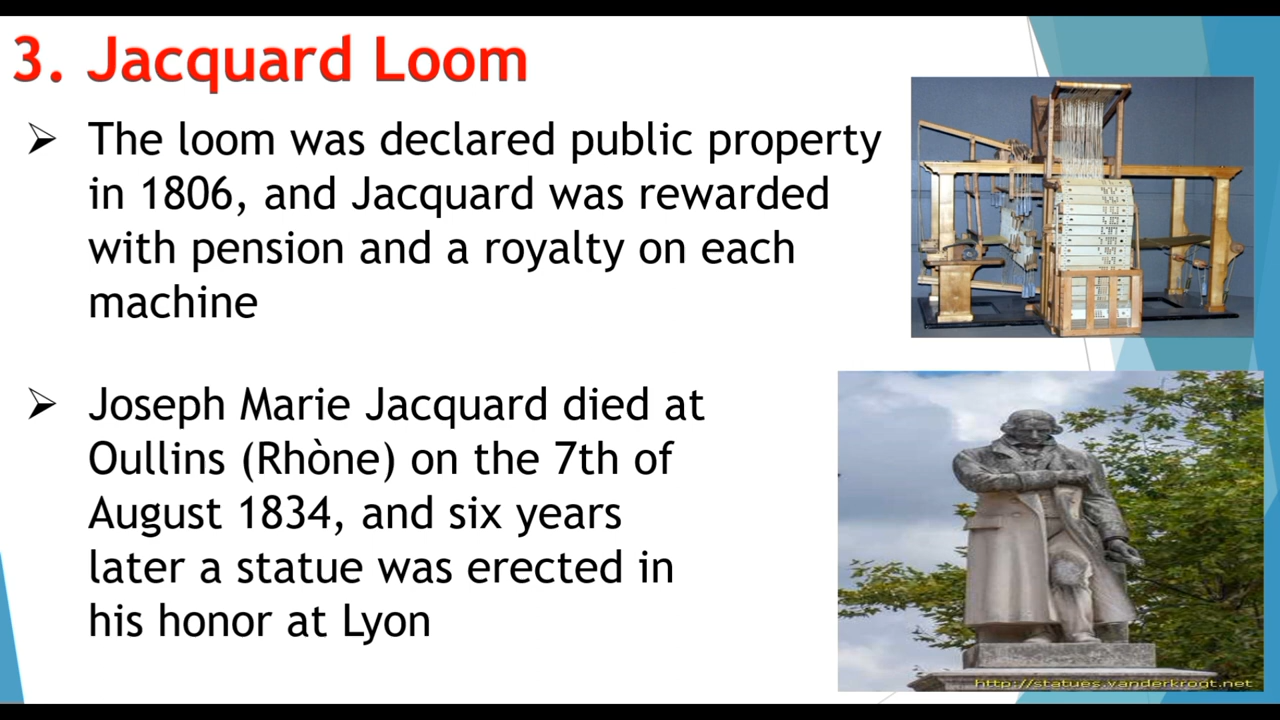 3. Jacquard Loom
➢ The loom was declared public property
in 1806, and Jacquard was rewarded
with pension and a royalty on each
machine
➢ Joseph Marie Jacquard died at
Oullins (Rhòne) on the 7th of
August 1834, and six years
later a statue was erected in
his honor at Lyon
http://statues.vanderkrogt.net